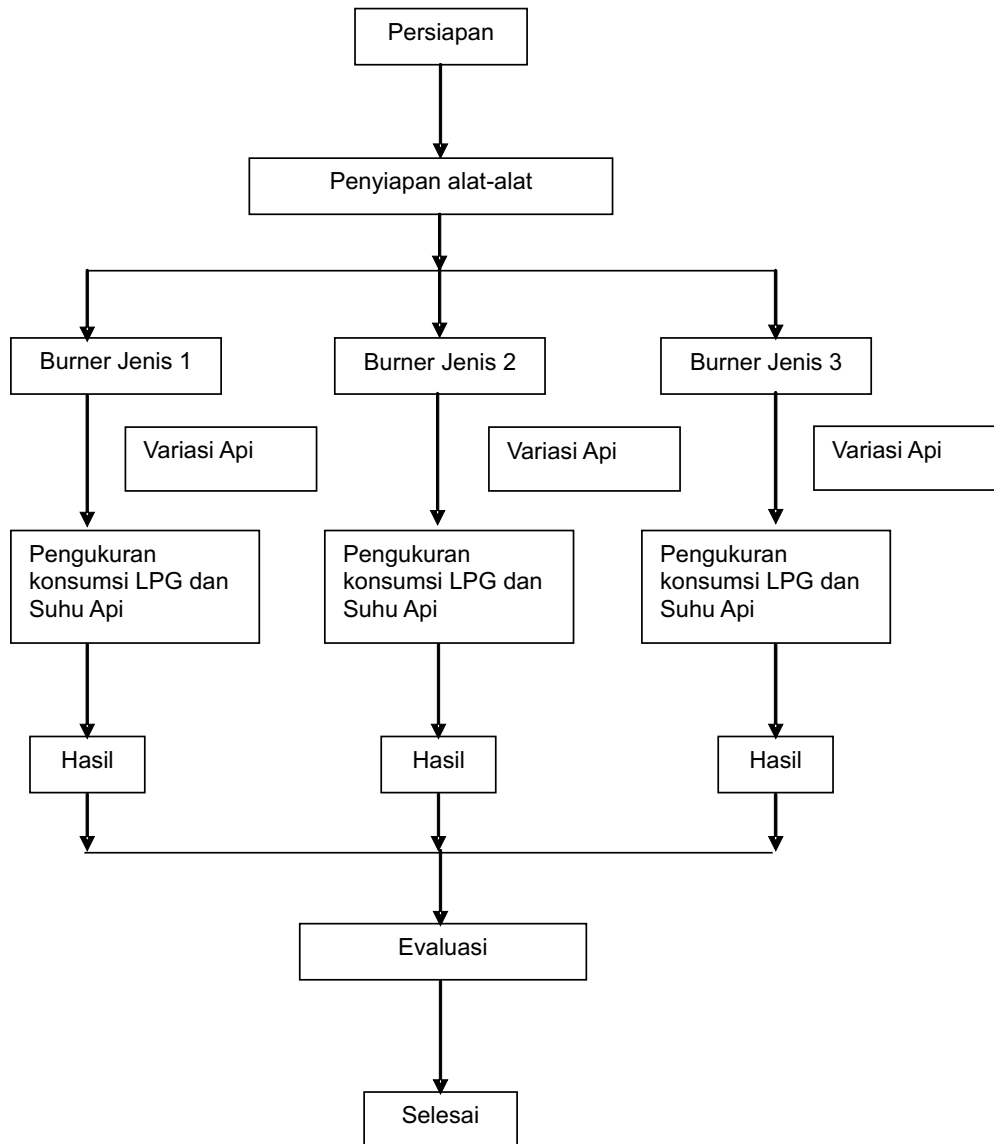 Persiapan
Penyiapan alat-alat
Burner Jenis 1
Burner Jenis 2
Burner Jenis 3
Variasi Api
Variasi Api
Variasi Api
Pengukuran
konsumsi LPG dan
Suhu Api
Pengukuran
konsumsi LPG dan
Suhu Api
Pengukuran
konsumsi LPG dan
Suhu Api
Hasil
Hasil
Hasil
Evaluasi
Selesai